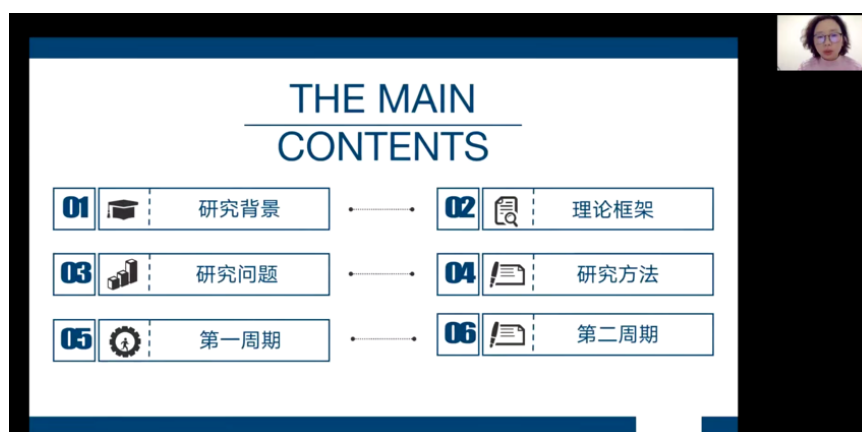 THE MAIN
CONTENTS
01 研究背景
02 理论框架
03 研究问题
04 研究方法
05 第一周期
06 第二周期